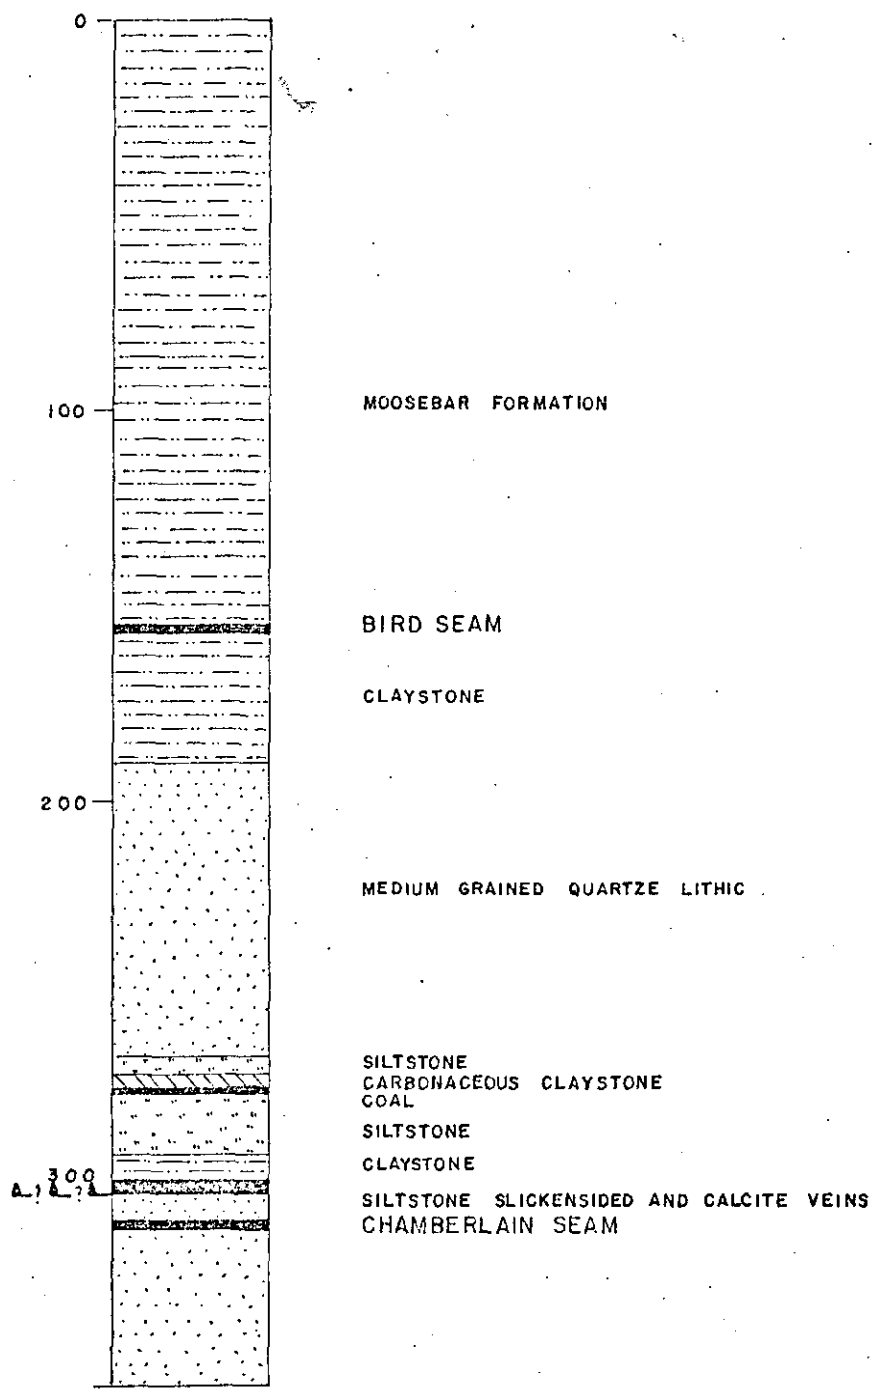 0
100
MOOSEBAR FORMATION
BIRD SEAM
CLAYSTONE
200
MEDIUM GRAINED QUARTZE LITHIC
SILTSTONE
CARBONACEOUS CLAYSTONE
COAL
SILTSTONE
CLAYSTONE
300
SILTSTONE SLICKENSIDED AND CALCITE VEINS
CHAMBERLAIN SEAM